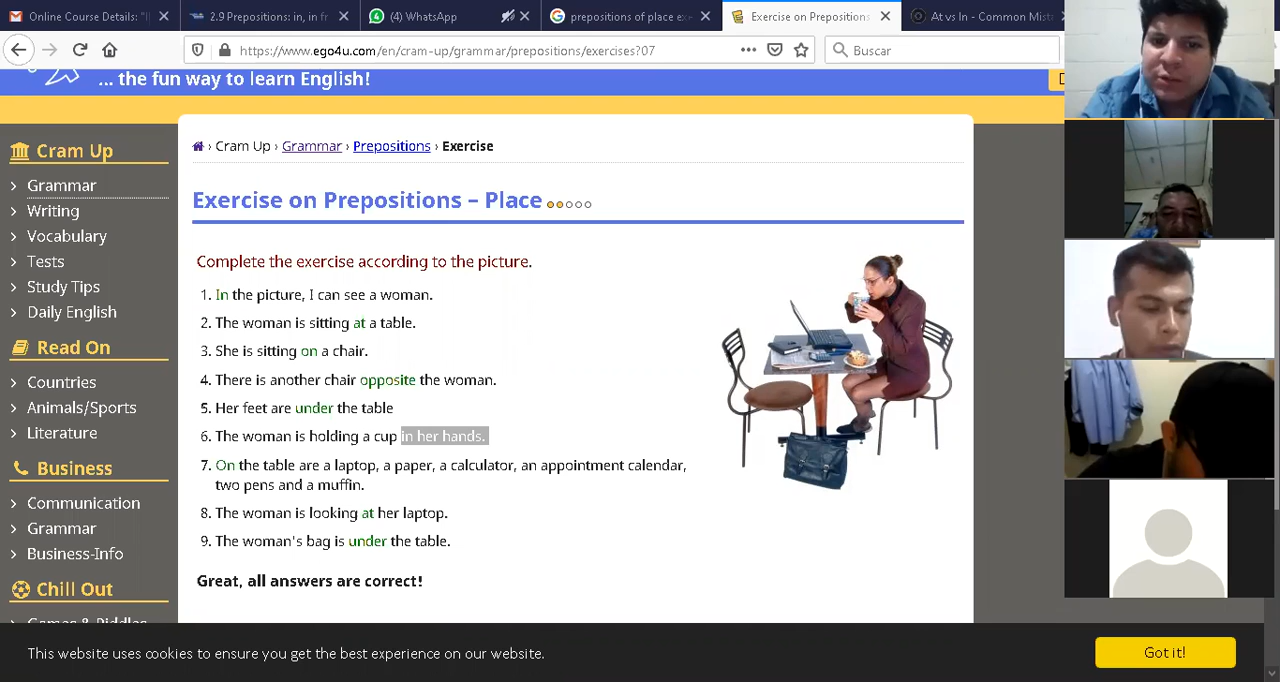 Online Course Details: "I
2.9 Prepositions: in, in fr
(4) WhatsApp
prepositions of place exe
Exercise on Prepositions
At vs In - Common Mist
https://www.ego4u.com/en/cram-up/grammar/prepositions/exercises?07
Buscar
... the fun way to learn English!
Cram Up
Grammar
Writing
Vocabulary
Tests
Study Tips
Daily English
Read On
Countries
Animals/Sports
Literature
Business
Communication
Grammar
Business-Info
Chill Out
Games & Riddles
› Cram Up › Grammar › Prepositions › Exercise
Exercise on Prepositions – Place
Complete the exercise according to the picture.
1. In the picture, I can see a woman.
2. The woman is sitting at a table.
3. She is sitting on a chair.
4. There is another chair opposite the woman.
5. Her feet are under the table
6. The woman is holding a cup in her hands.
7. On the table are a laptop, a paper, a calculator, an appointment calendar,
two pens and a muffin.
8. The woman is looking at her laptop.
9. The woman's bag is under the table.
Great, all answers are correct!
This website uses cookies to ensure you get the best experience on our website.
Got it!